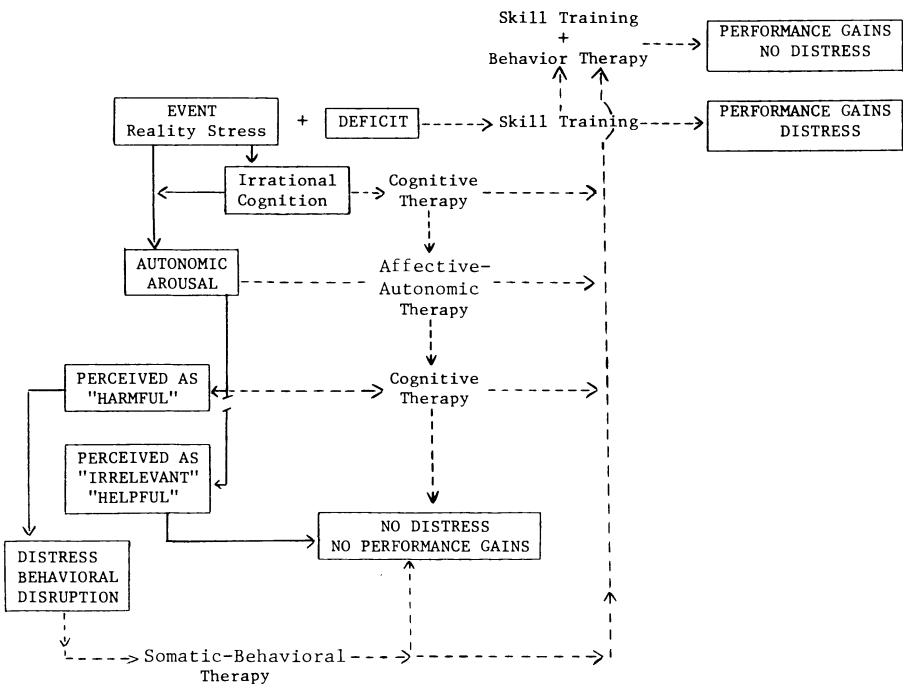 Skill Training
+
Behavior Therapy
PERFORMANCE GAINS
NO DISTRESS
EVENT
Reality Stress
+
DEFICIT
Skill Training
PERFORMANCE GAINS
DISTRESS
Irrational
Cognition
Cognitive
Therapy
AUTONOMIC
AROUSAL
Affective-
Autonomic
Therapy
PERCEIVED AS
"HARMFUL"
Cognitive
Therapy
PERCEIVED AS
"IRRELEVANT"
"HELPFUL"
NO DISTRESS
NO PERFORMANCE GAINS
DISTRESS
BEHAVIORAL
DISRUPTION
Somatic-Behavioral
Therapy